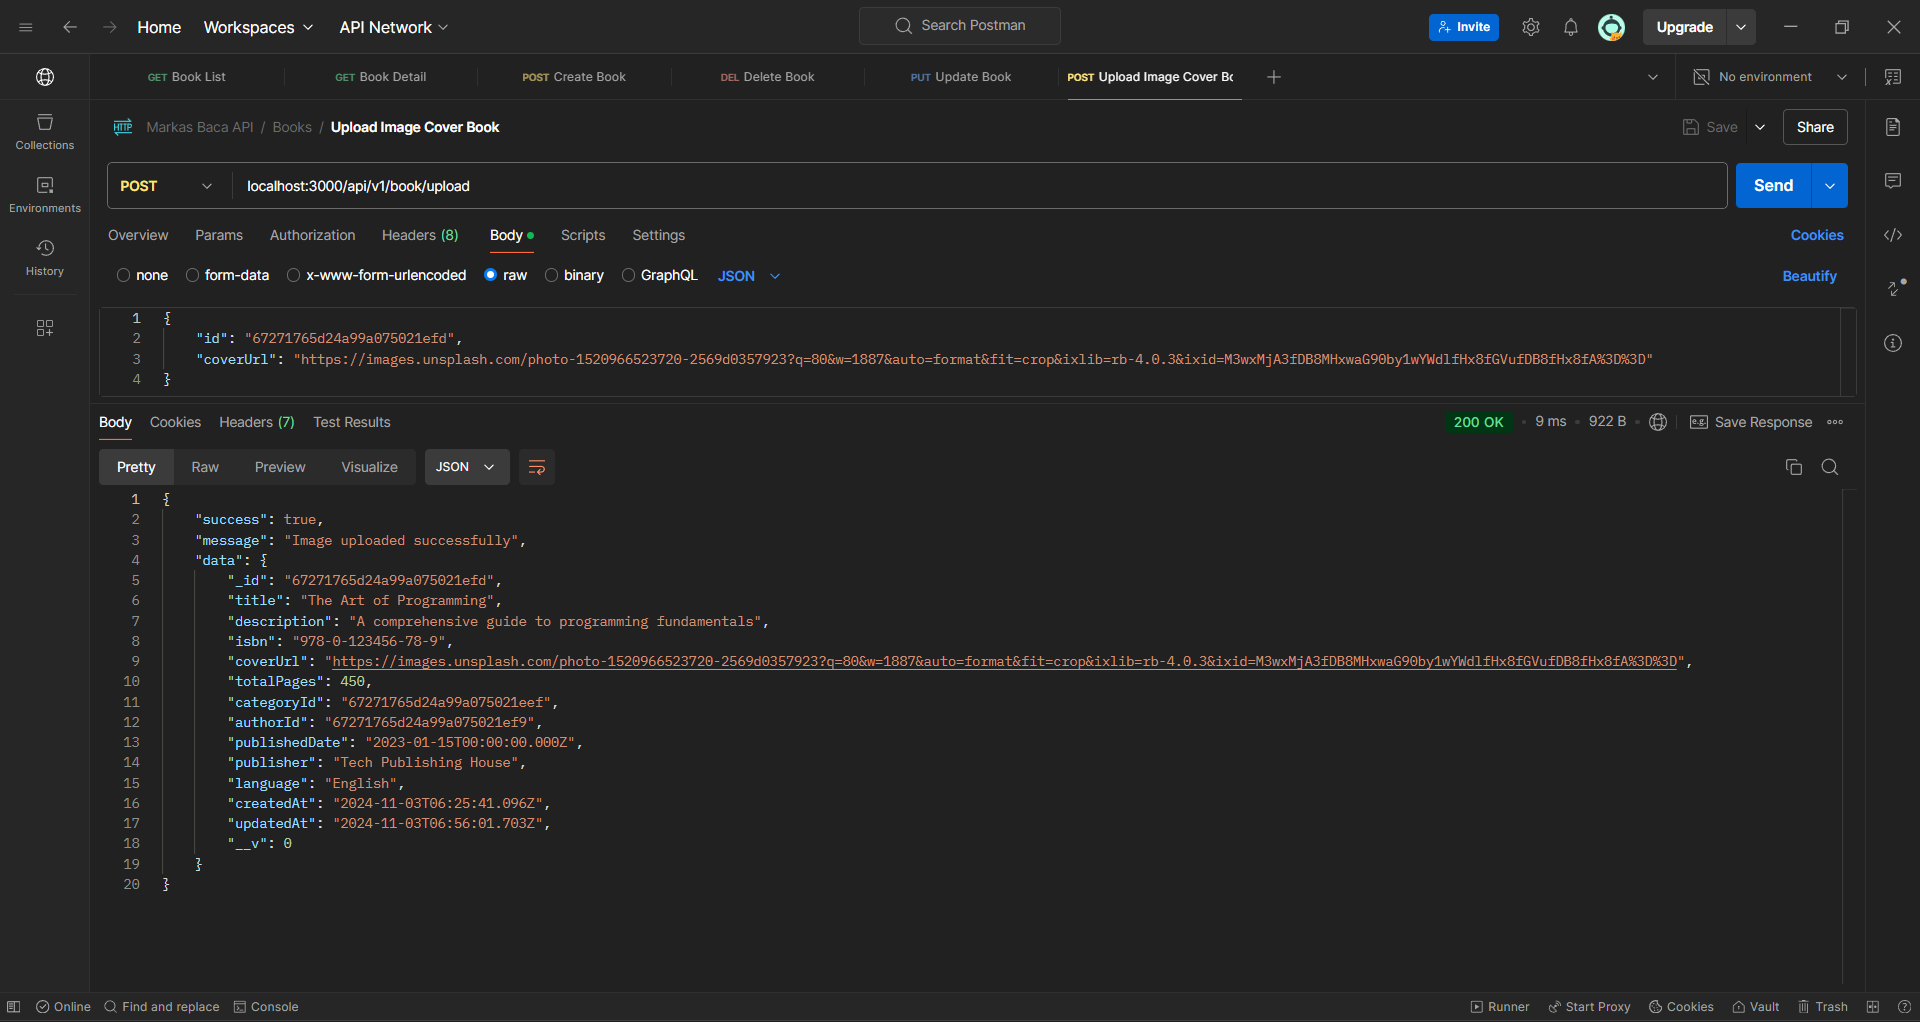 Home Workspaces API Network Search Postman Invite Upgrade
GET Book List GET Book Detail POST Create Book DEL Delete Book PUT Update Book POST Upload Image Cover Bo No environment
HTTP Markas Baca API / Books / Upload Image Cover Book Save Share
Collections
Environments
History
POST localhost:3000/api/v1/book/upload Send
Overview Params Authorization Headers (8) Body Scripts Settings Cookies
none form-data x-www-form-urlencoded raw binary GraphQL JSON Beautify
1 {
2 "id": "67271765d24a99a075021efd",
3 "coverUrl": "https://images.unsplash.com/photo-1520966523720-2569d0357923?q=80&w=1887&auto=format&fit=crop&ixlib=rb-4.0.3&ixid=M3wxMjA3fDB8MHxwaG90by1wYWdlfHx8fGVufDB8fHx8fA%3D%3D"
4 }
Body Cookies Headers (7) Test Results 200 OK • 9 ms • 922 B • e.g. Save Response
Pretty Raw Preview Visualize JSON
1 {
2 "success": true,
3 "message": "Image uploaded successfully",
4 "data": {
5 "_id": "67271765d24a99a075021efd",
6 "title": "The Art of Programming",
7 "description": "A comprehensive guide to programming fundamentals",
8 "isbn": "978-0-123456-78-9",
9 "coverUrl": "https://images.unsplash.com/photo-1520966523720-2569d0357923?q=80&w=1887&auto=format&fit=crop&ixlib=rb-4.0.3&ixid=M3wxMjA3fDB8MHxwaG90by1wYWdlfHx8fGVufDB8fHx8fA%3D%3D",
10 "totalPages": 450,
11 "categoryId": "67271765d24a99a075021eef",
12 "authorId": "67271765d24a99a075021ef9",
13 "publishedDate": "2023-01-15T00:00:00.000Z",
14 "publisher": "Tech Publishing House",
15 "language": "English",
16 "createdAt": "2024-11-03T06:25:41.096Z",
17 "updatedAt": "2024-11-03T06:56:01.703Z",
18 "__v": 0
19 }
20 }
Online Find and replace Console Runner Start Proxy Cookies Vault Trash